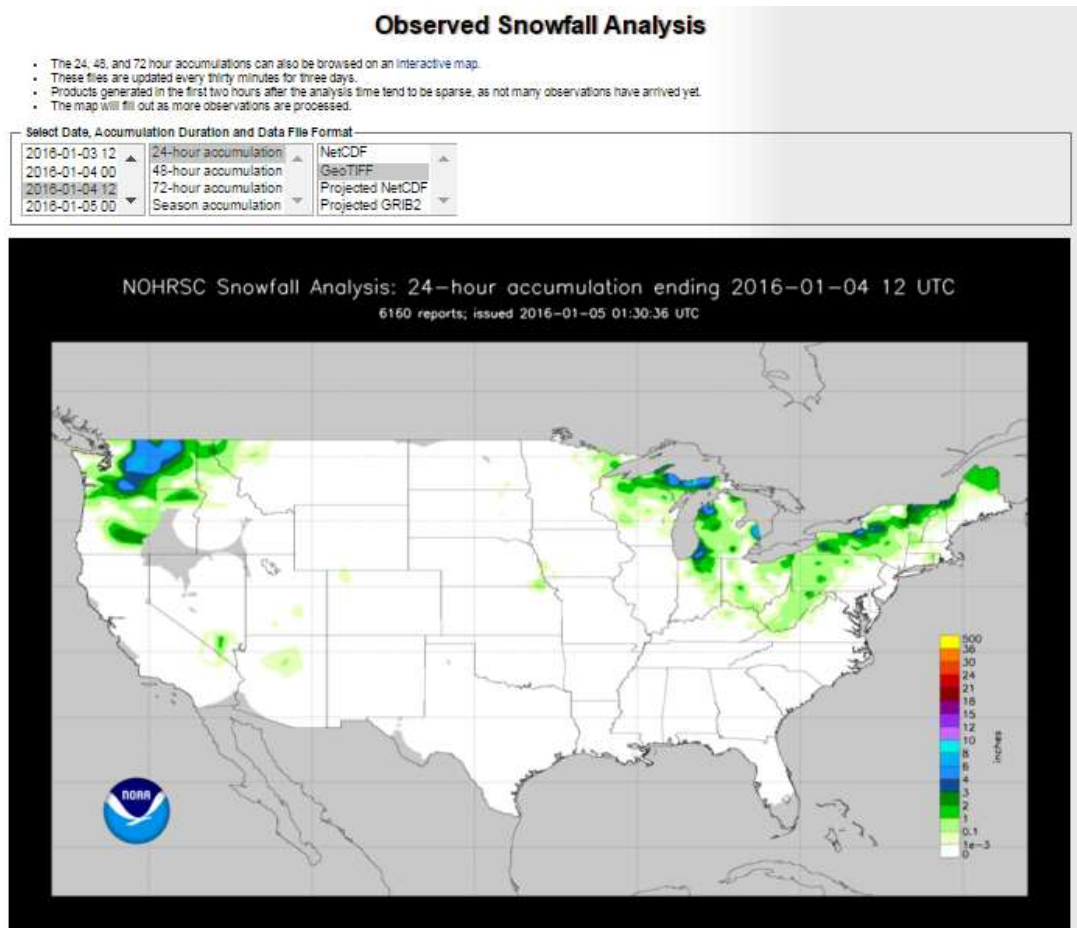 Observed Snowfall Analysis
The 24, 48, and 72 hour accumulations can also be browsed on an interactive map.
These files are updated every thirty minutes for three days.
Products generated in the first two hours after the analysis time tend to be sparse, as not many observations have arrived yet.
The map will fill out as more observations are processed.
Select Date, Accumulation Duration and Data File Format
2016-01-03 12
2016-01-04 00
2016-01-04 12
2016-01-05 00
24-hour accumulation
48-hour accumulation
72-hour accumulation
Season accumulation
NetCDF
GeoTIFF
Projected NetCDF
Projected GRIB2
NOHRSC Snowfall Analysis: 24-hour accumulation ending 2016-01-04 12 UTC
6160 reports; issued 2016-01-05 01:30:36 UTC
500
36
30
24
21
18
15
12
10
8
6
4
3
2
1
0.1
1e-3
0
inches
NOAA